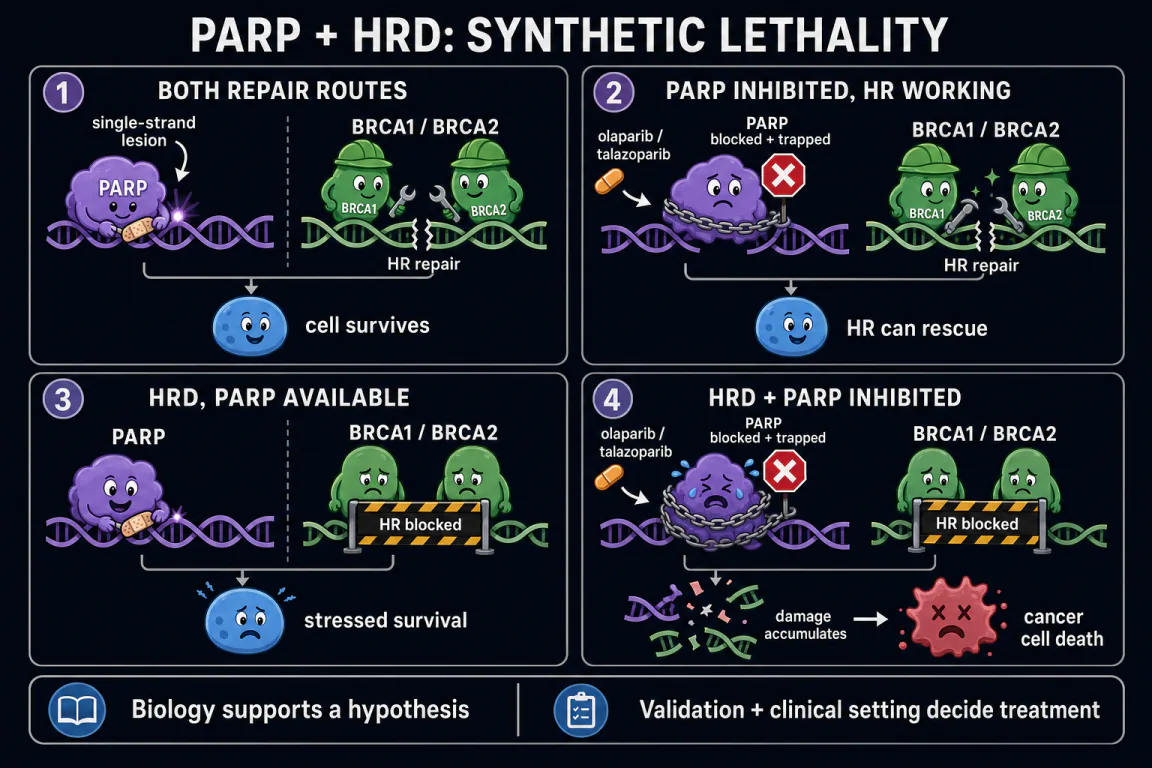 PARP + HRD: SYNTHETIC LETHALITY
1
BOTH REPAIR ROUTES
single-strand
lesion
PARP
BRCA1 / BRCA2
BRCA1
BRCA2
HR repair
cell survives
2
PARP INHIBITED, HR WORKING
olaparib /
talazoparib
PARP
blocked + trapped
BRCA1 / BRCA2
BRCA1
BRCA2
HR repair
HR can rescue
3
HRD, PARP AVAILABLE
PARP
BRCA1 / BRCA2
HR blocked
stressed survival
4
HRD + PARP INHIBITED
olaparib /
talazoparib
PARP
blocked + trapped
BRCA1 / BRCA2
HR blocked
damage
accumulates
cancer
cell death
Biology supports a hypothesis
Validation + clinical setting decide treatment